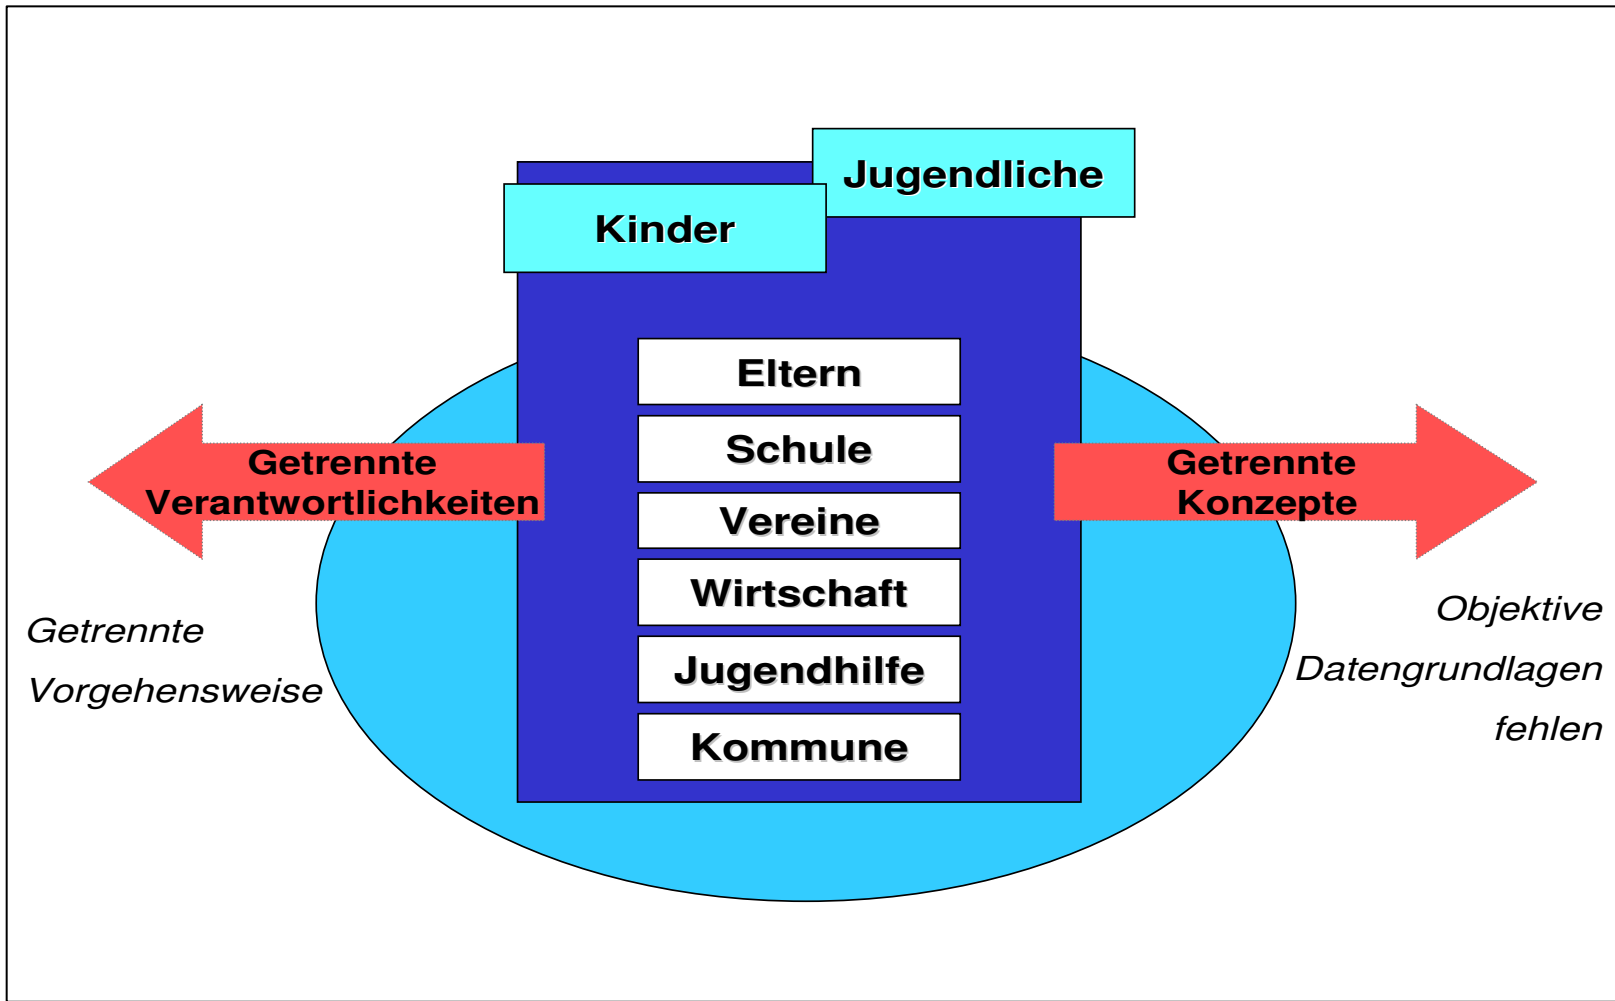 Jugendliche
Kinder
Eltern
Schule
Vereine
Wirtschaft
Jugendhilfe
Kommune
Getrennte
Verantwortlichkeiten
Getrennte
Konzepte
Getrennte
Vorgehensweise
Objektive
Datengrundlagen
fehlen